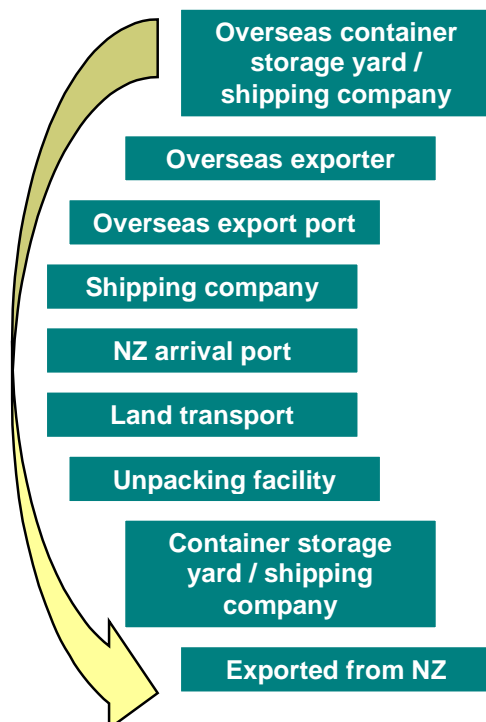 Overseas container
storage yard /
shipping company
Overseas exporter
Overseas export port
Shipping company
NZ arrival port
Land transport
Unpacking facility
Container storage
yard / shipping
company
Exported from NZ